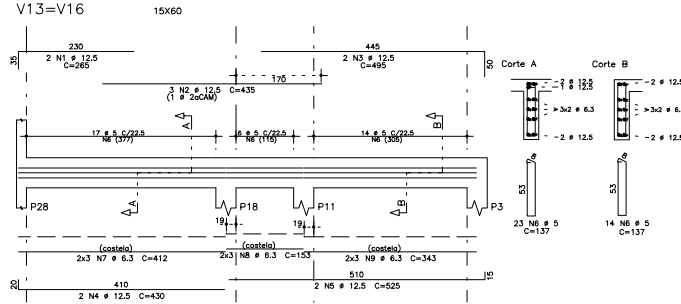 V13=V16 15X60
230
2 N1 ø 12.5
C=265
35
445
2 N3 ø 12.5
C=495
50
170
3 N2 ø 12.5 C=435
(1 ø 2aCAM)
17 ø 5 C/22.5
N6 (377)
6 ø 5 C/22.5
N6 (115)
14 ø 5 C/22.5
N6 (305)
A
B
A
B
P28
P18
P11
P3
19
19
(costela)
2x3 N7 ø 6.3 C=412
(costela)
2x3 N8 ø 6.3 C=153
(costela)
2x3 N9 ø 6.3 C=343
20
410
2 N4 ø 12.5 C=430
510
2 N5 ø 12.5 C=525
15
Corte A
2 ø 12.5
1 ø 12.5
3x2 ø 6.3
2 ø 12.5
53
8
23 N6 ø 5
C=137
Corte B
2 ø 12.5
3x2 ø 6.3
2 ø 12.5
53
8
14 N6 ø 5
C=137